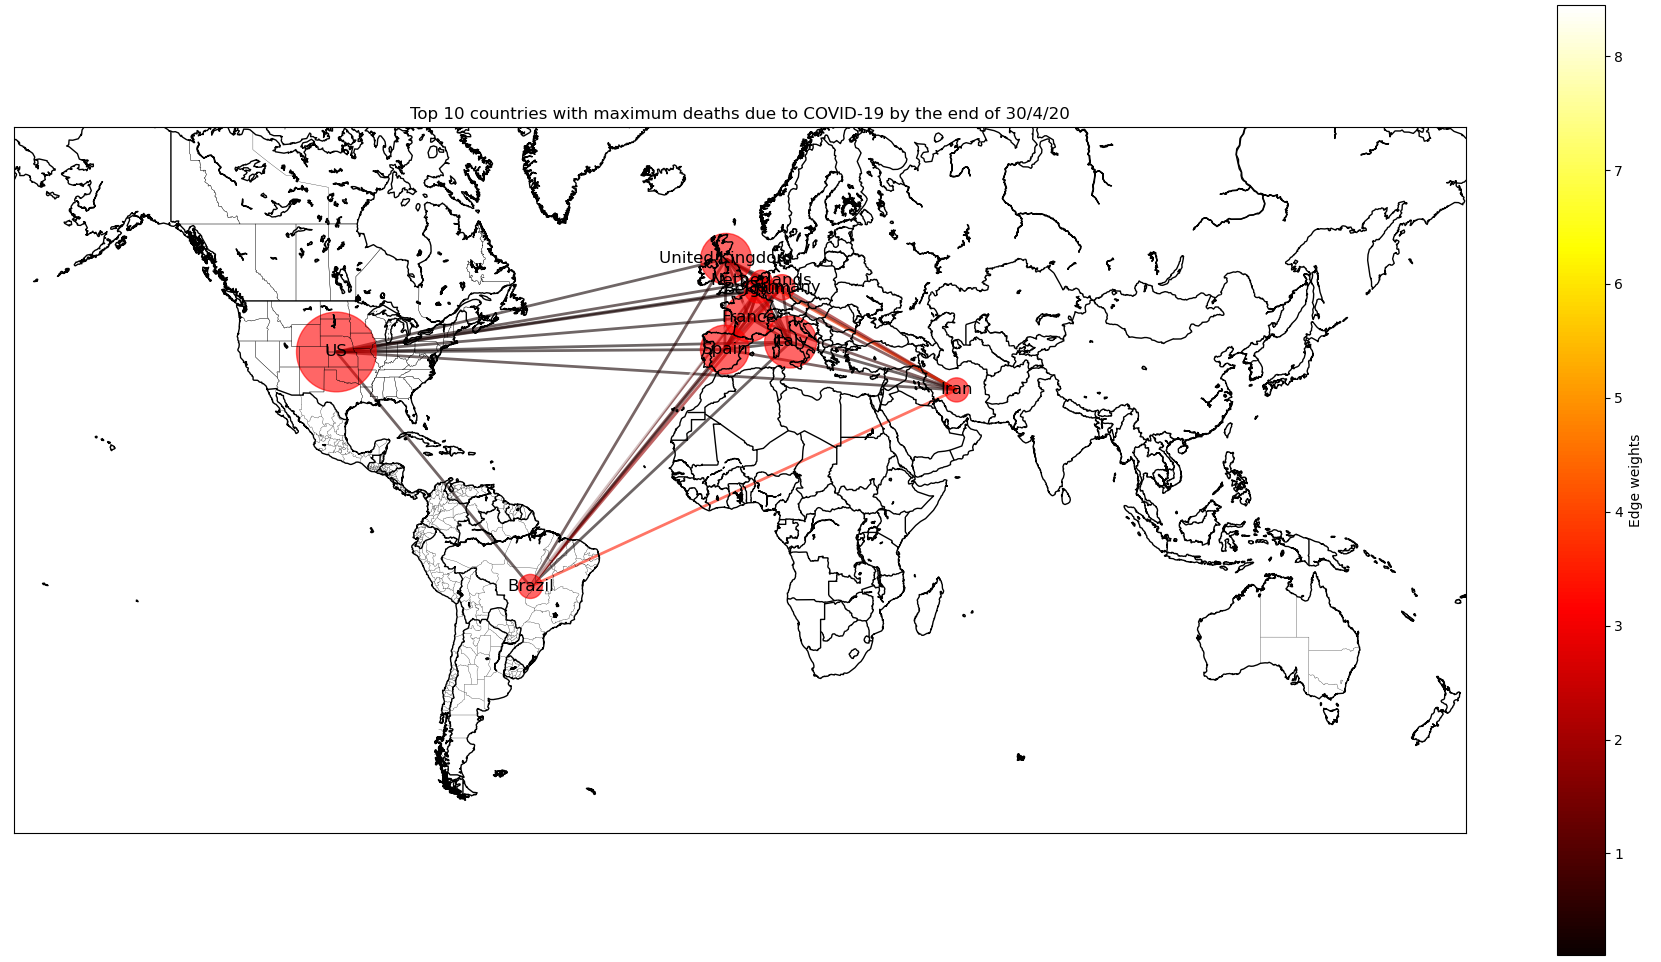 Top 10 countries with maximum deaths due to COVID-19 by the end of 30/4/20
United Kingdom
Netherlands
Germany
France
US
Spain
Italy
Iran
Brazil
8
7
6
5
4
3
2
1
Edge weights